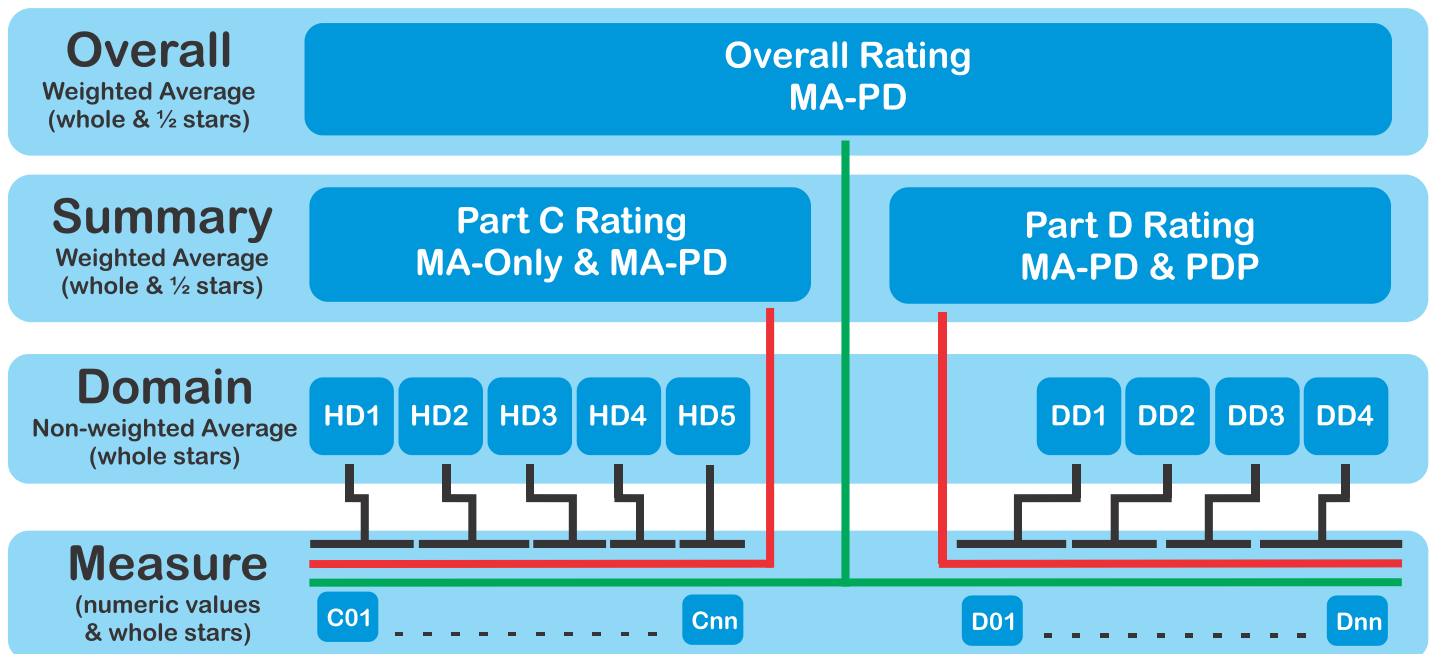 Overall
Weighted Average
(whole & ½ stars)
Overall Rating
MA-PD
Summary
Weighted Average
(whole & ½ stars)
Part C Rating
MA-Only & MA-PD
Part D Rating
MA-PD & PDP
Domain
Non-weighted Average
(whole stars)
HD1 HD2 HD3 HD4 HD5 DD1 DD2 DD3 DD4
Measure
(numeric values
& whole stars)
C01 Cnn D01 Dnn